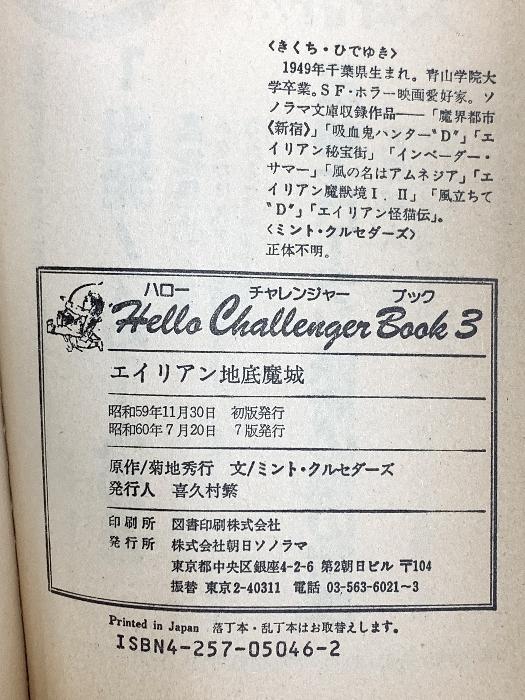 〈きくち・ひでゆき〉
1949年千葉県生まれ。青山学院大
学卒業。SF・ホラー映画愛好家。ソ
ノラマ文庫収録作品――「魔界都市
《新宿》」「吸血鬼ハンター〝D〟」「エ
イリアン秘宝街」「インベーダー・
サマー」「風の名はアムネジア」「エ
イリアン魔獣境Ⅰ、Ⅱ」「風立ちて
〝D〟」「エイリアン怪猫伝」。
〈ミント・クルセダーズ〉
正体不明。
ハロー チャレンジャー ブック
Hello Challenger Book 3
エイリアン地底魔城
昭和59年11月30日 初版発行
昭和60年7月20日 7版発行
原作/菊地秀行 文/ミント・クルセダーズ
発行人 喜久村繁
印刷所 図書印刷株式会社
発行所 株式会社朝日ソノラマ
東京都中央区銀座4-2-6 第2朝日ビル 〒104
振替 東京2-40311 電話 03-563-6021~3
Printed in Japan 落丁本・乱丁本はお取替えします。
ISBN4-257-05046-2